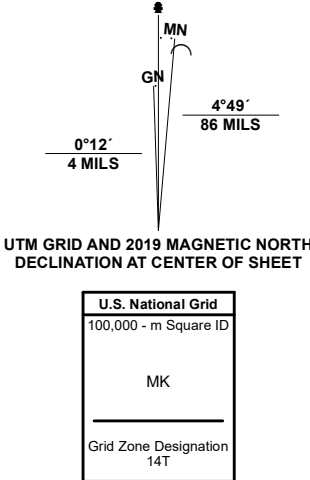 MN
GN
4°49´
86 MILS
0°12´
4 MILS
UTM GRID AND 2019 MAGNETIC NORTH
DECLINATION AT CENTER OF SHEET
U.S. National Grid
100,000 - m Square ID
MK
Grid Zone Designation
14T